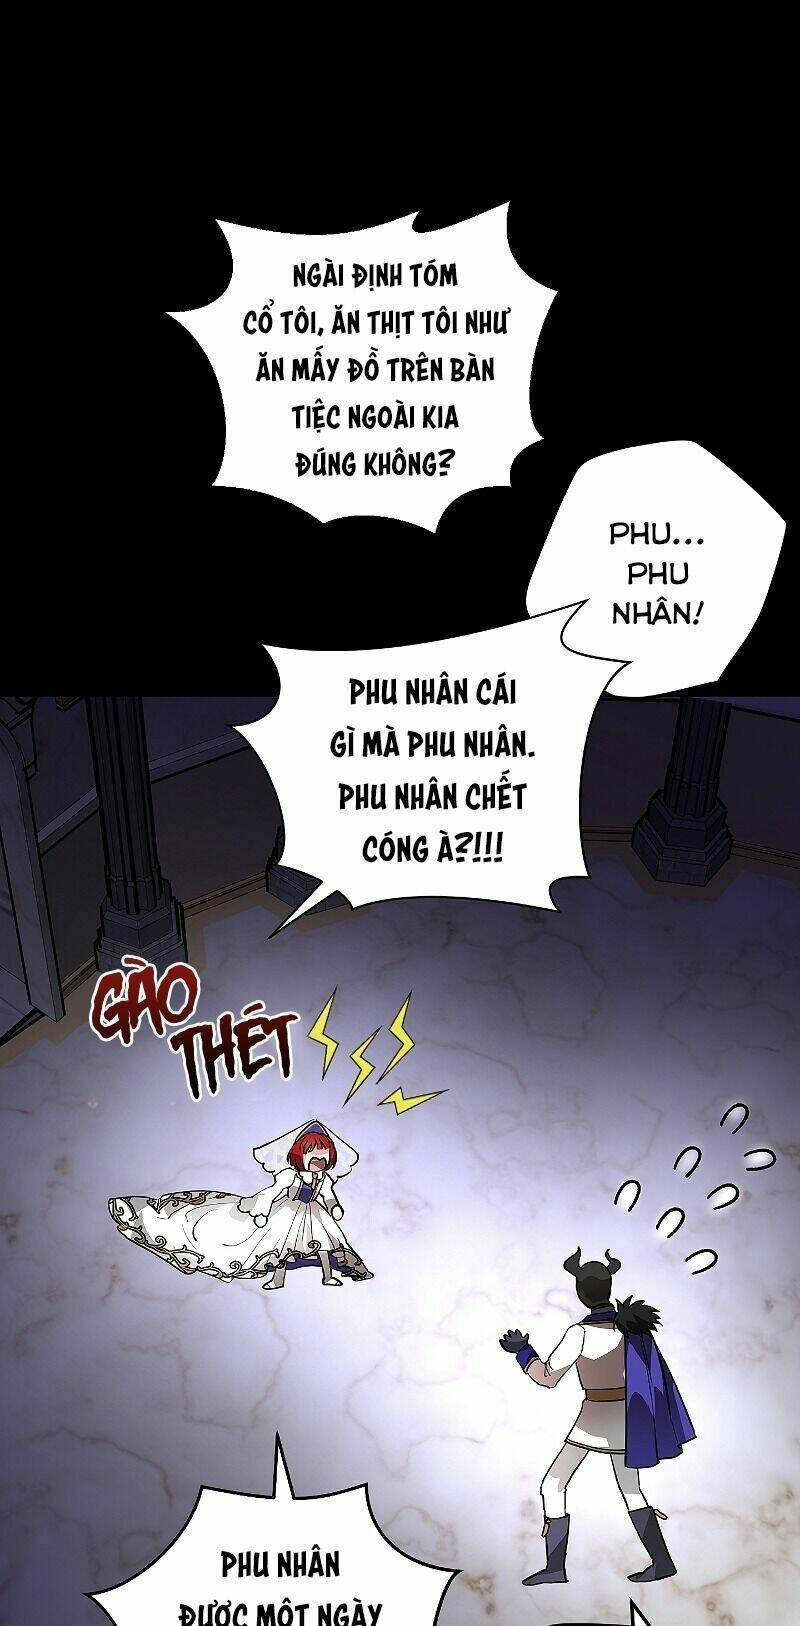 NGÀI ĐỊNH TÓM
CỔ TÔI, ĂN THỊT TÔI NHƯ
ĂN MẤY ĐỒ TRÊN BÀN
TIỆC NGOÀI KIA
ĐÚNG KHÔNG?
PHU...
PHU
NHÂN!
PHU NHÂN CÁI
GÌ MÀ PHU NHÂN.
PHU NHÂN CHẾT
CÓNG À?!!!
GÀO
THÉT
PHU NHÂN
ĐƯỢC MỘT NGÀY